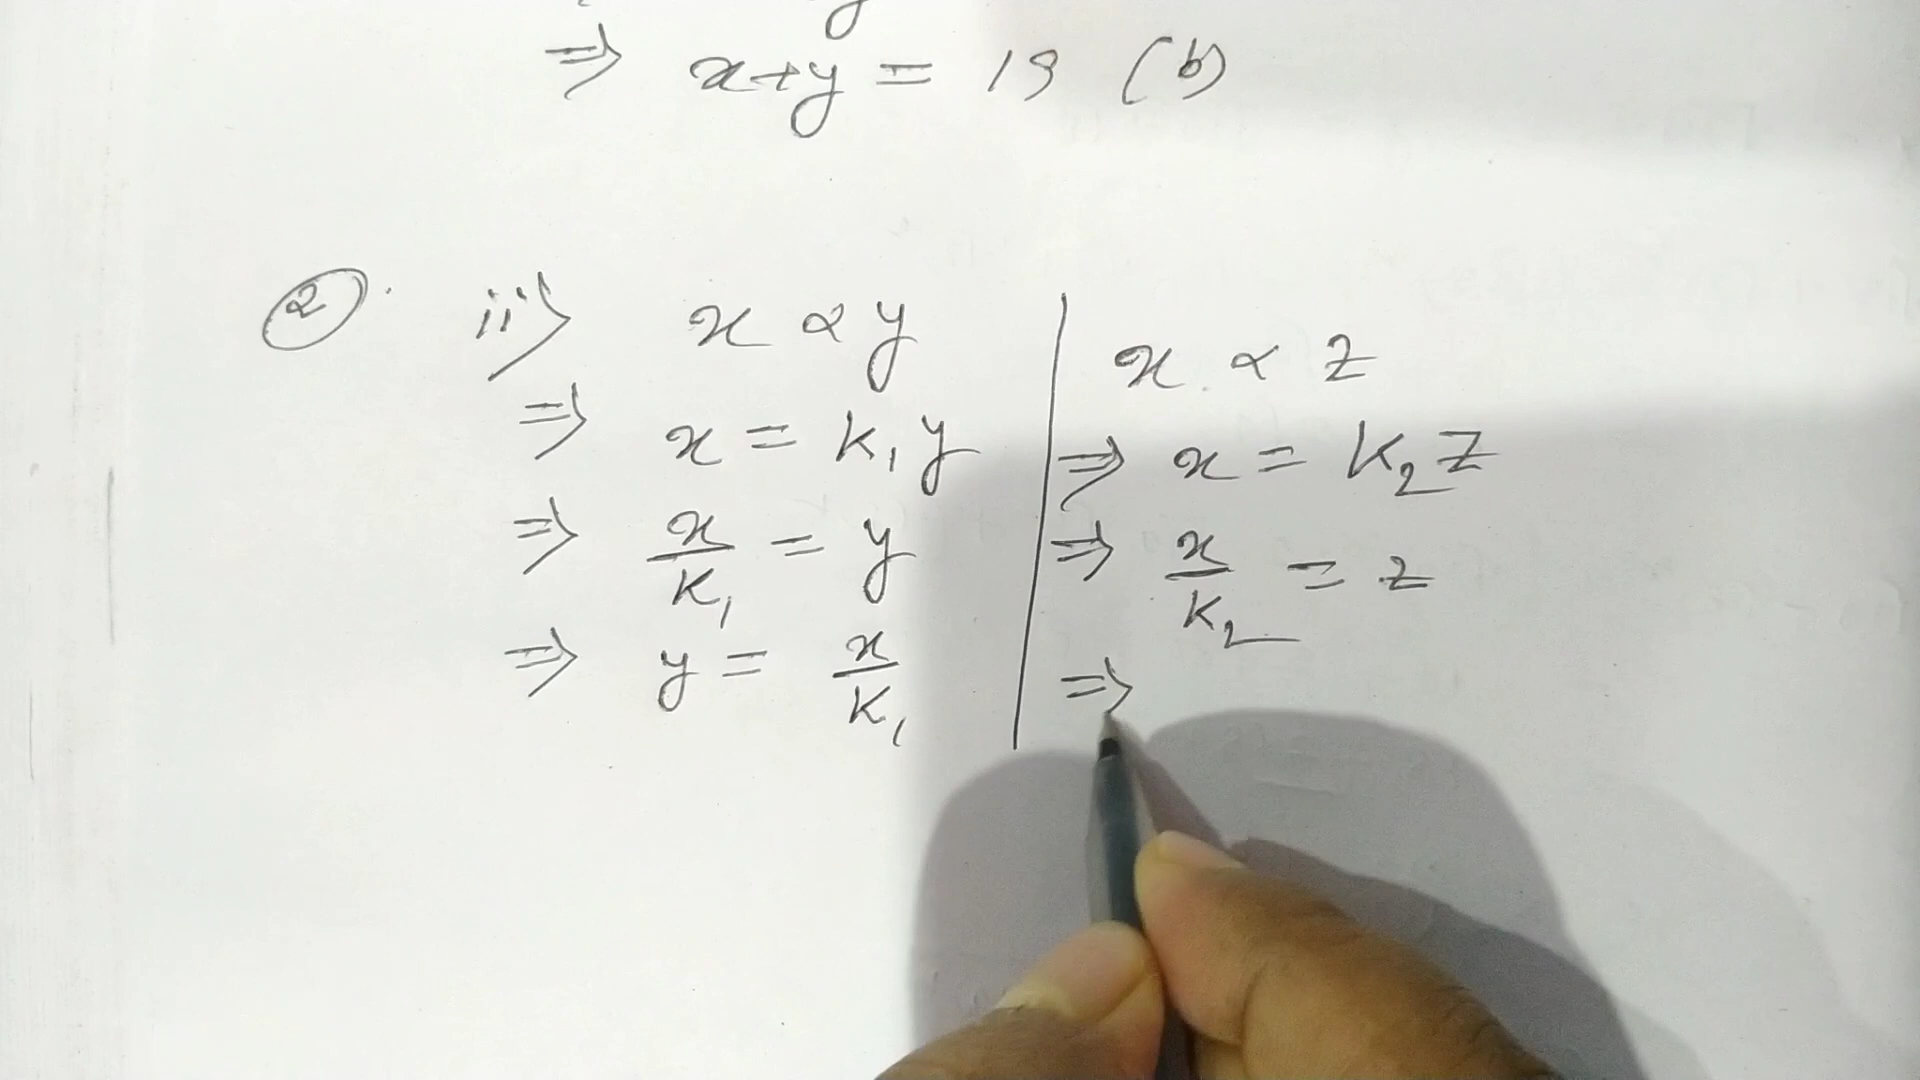 ⇒ x+y = 19 (b)
② ii) x ∝ y
⇒ x = K₁y
⇒ x/K₁ = y
⇒ y = x/K₁
x ∝ z
⇒ x = K₂z
⇒ x/K₂ = z
⇒